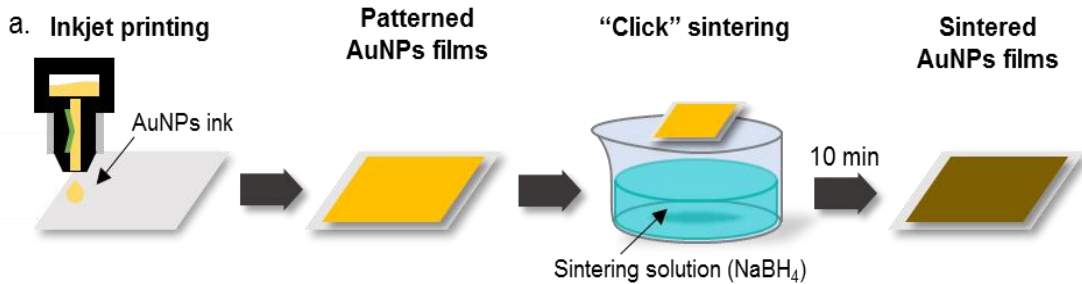 a.
Inkjet printing
Patterned
AuNPs films
“Click” sintering
Sintered
AuNPs films
AuNPs ink
10 min
Sintering solution (NaBH₄)